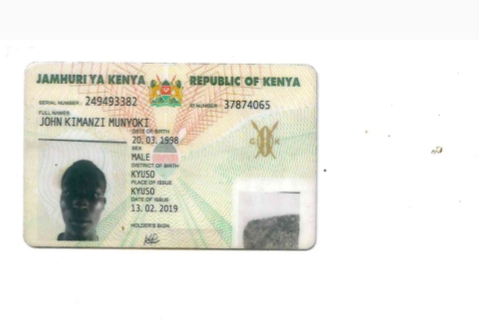 JAMHURI YA KENYA REPUBLIC OF KENYA
SERIAL NUMBER: 249493382 ID NUMBER: 37874065
FULL NAMES
JOHN KIMANZI MUNYOKI
DATE OF BIRTH
20. 03. 1998
SEX
MALE
DISTRICT OF BIRTH
KYUSO
PLACE OF ISSUE
KYUSO
DATE OF ISSUE
13. 02. 2019
HOLDER'S SIGN.